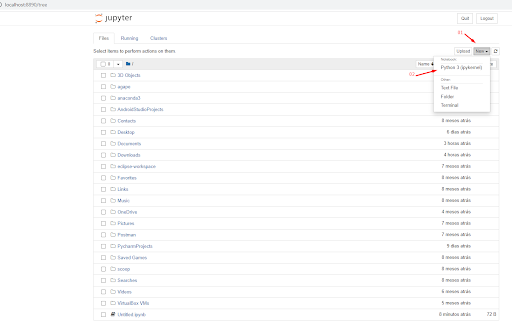 localhost:8896/tree
jupyter
Quit
Logout
01
Files
Running
Clusters
Select items to perform actions on them.
Upload
New
0
/
Name
Notebook:
Python 3 (ipykernel)
02
Other:
Text File
Folder
Terminal
3D Objects
agape
anaconda3
AndroidStudioProjects
Contacts
8 meses atrás
Desktop
6 dias atrás
Documents
3 horas atrás
Downloads
4 horas atrás
eclipse-workspace
7 meses atrás
Favorites
8 meses atrás
Links
8 meses atrás
Music
8 meses atrás
OneDrive
4 meses atrás
Pictures
7 meses atrás
Postman
7 meses atrás
PycharmProjects
9 dias atrás
Saved Games
8 meses atrás
scoop
8 meses atrás
Searches
8 meses atrás
Videos
6 meses atrás
VirtualBox VMs
5 meses atrás
Untitled.ipynb
8 minutos atrás
72 B